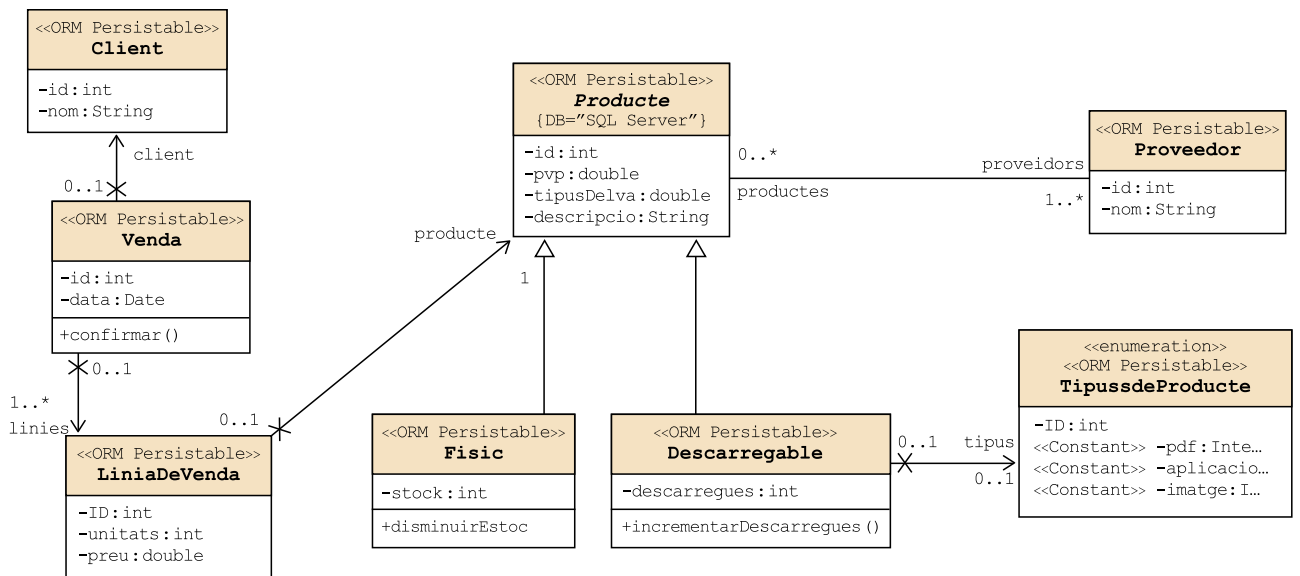 <<ORM Persistable>>
Client
-id:int
-nom:String
client
0..1
<<ORM Persistable>>
Venda
-id:int
-data:Date
+confirmar()
0..1
1..*
linies
<<ORM Persistable>>
LiniaDeVenda
-ID:int
-unitats:int
-preu:double
0..1
producte
<<ORM Persistable>>
Producte
{DB=”SQL Server”}
-id:int
-pvp:double
-tipusDelva:double
-descripcio:String
0..*
productes
proveidors
1..*
<<ORM Persistable>>
Proveedor
-id:int
-nom:String
1
<<ORM Persistable>>
Fisic
-stock:int
+disminuirEstoc
<<ORM Persistable>>
Descarregable
-descarregues:int
+incrementarDescarregues()
0..1
tipus
0..1
<<enumeration>>
<<ORM Persistable>>
TipussdeProducte
-ID:int
<<Constant>> -pdf:Inte…
<<Constant>> -aplicacio…
<<Constant>> -imatge:I…